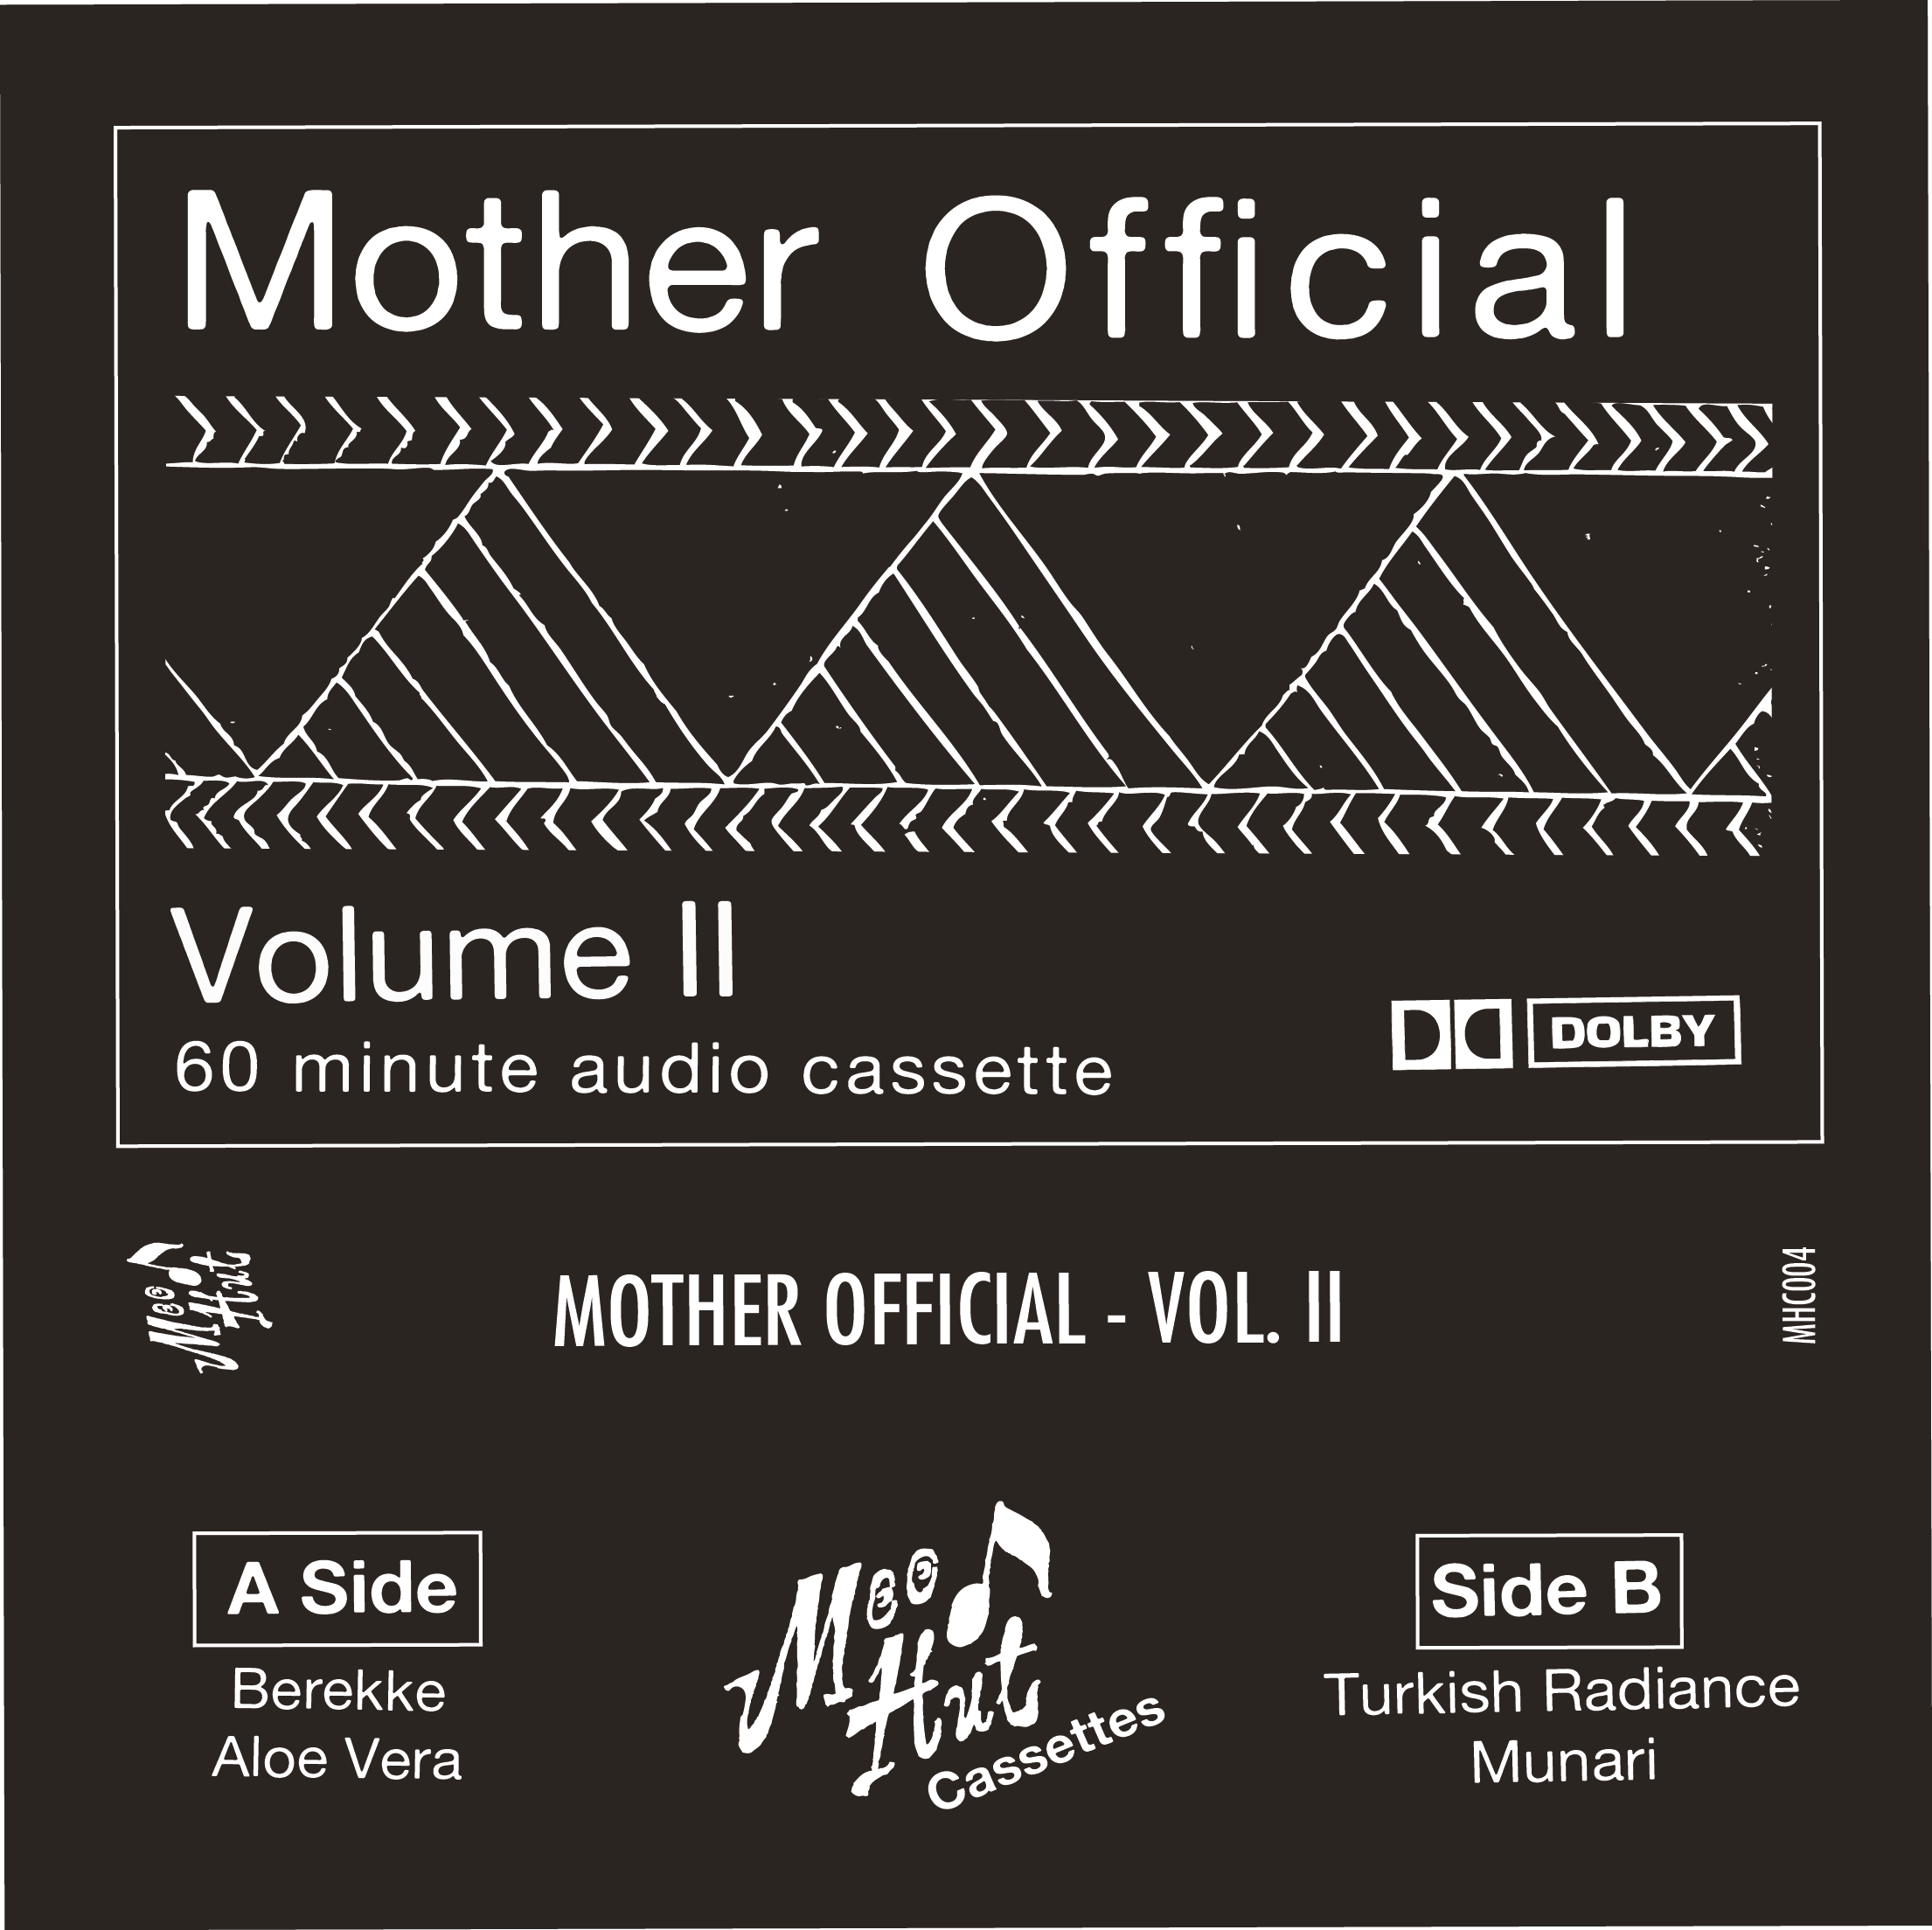 Mother Official
Volume II
60 minute audio cassette
DOLBY
MOTHER OFFICIAL - VOL. II
MHC004
A Side
Berekke
Aloe Vera
Cassettes
Side B
Turkish Radiance
Munari